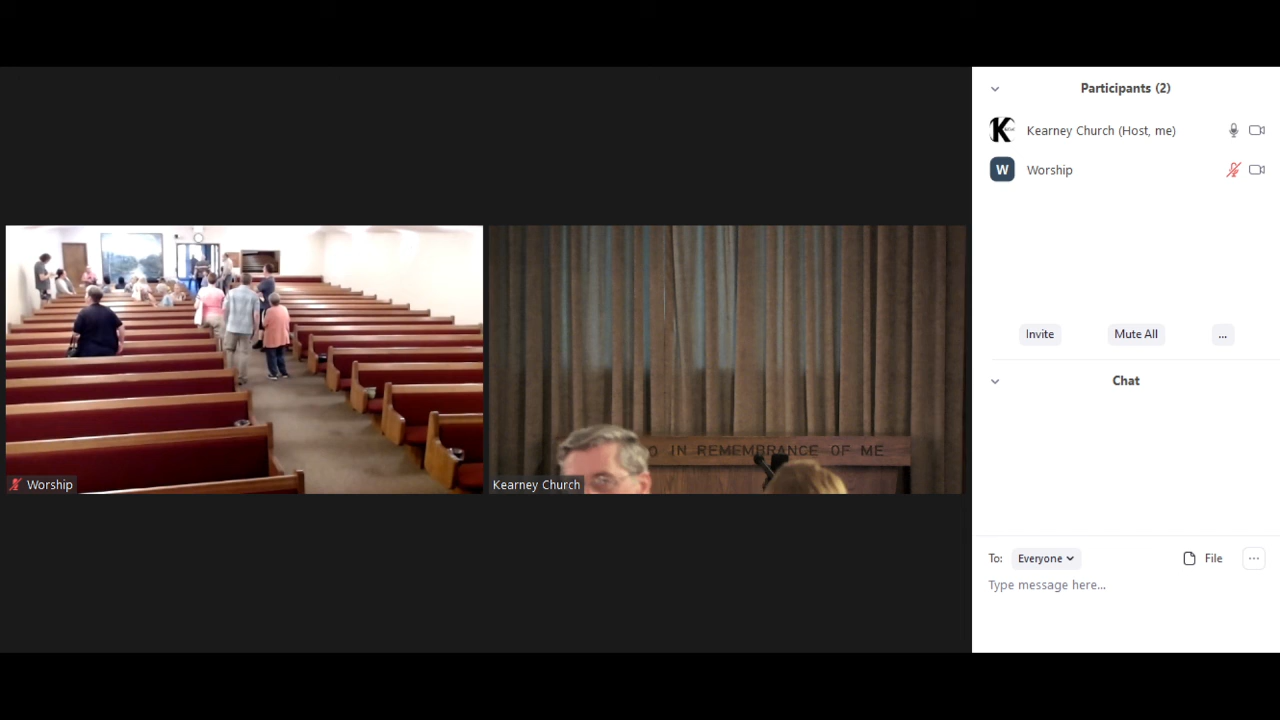 Participants (2)
K
Kearney Church (Host, me)
W
Worship
Invite
Mute All
...
Chat
O IN REMEMBRANCE OF ME
Worship
Kearney Church
To:
Everyone
File
Type message here...